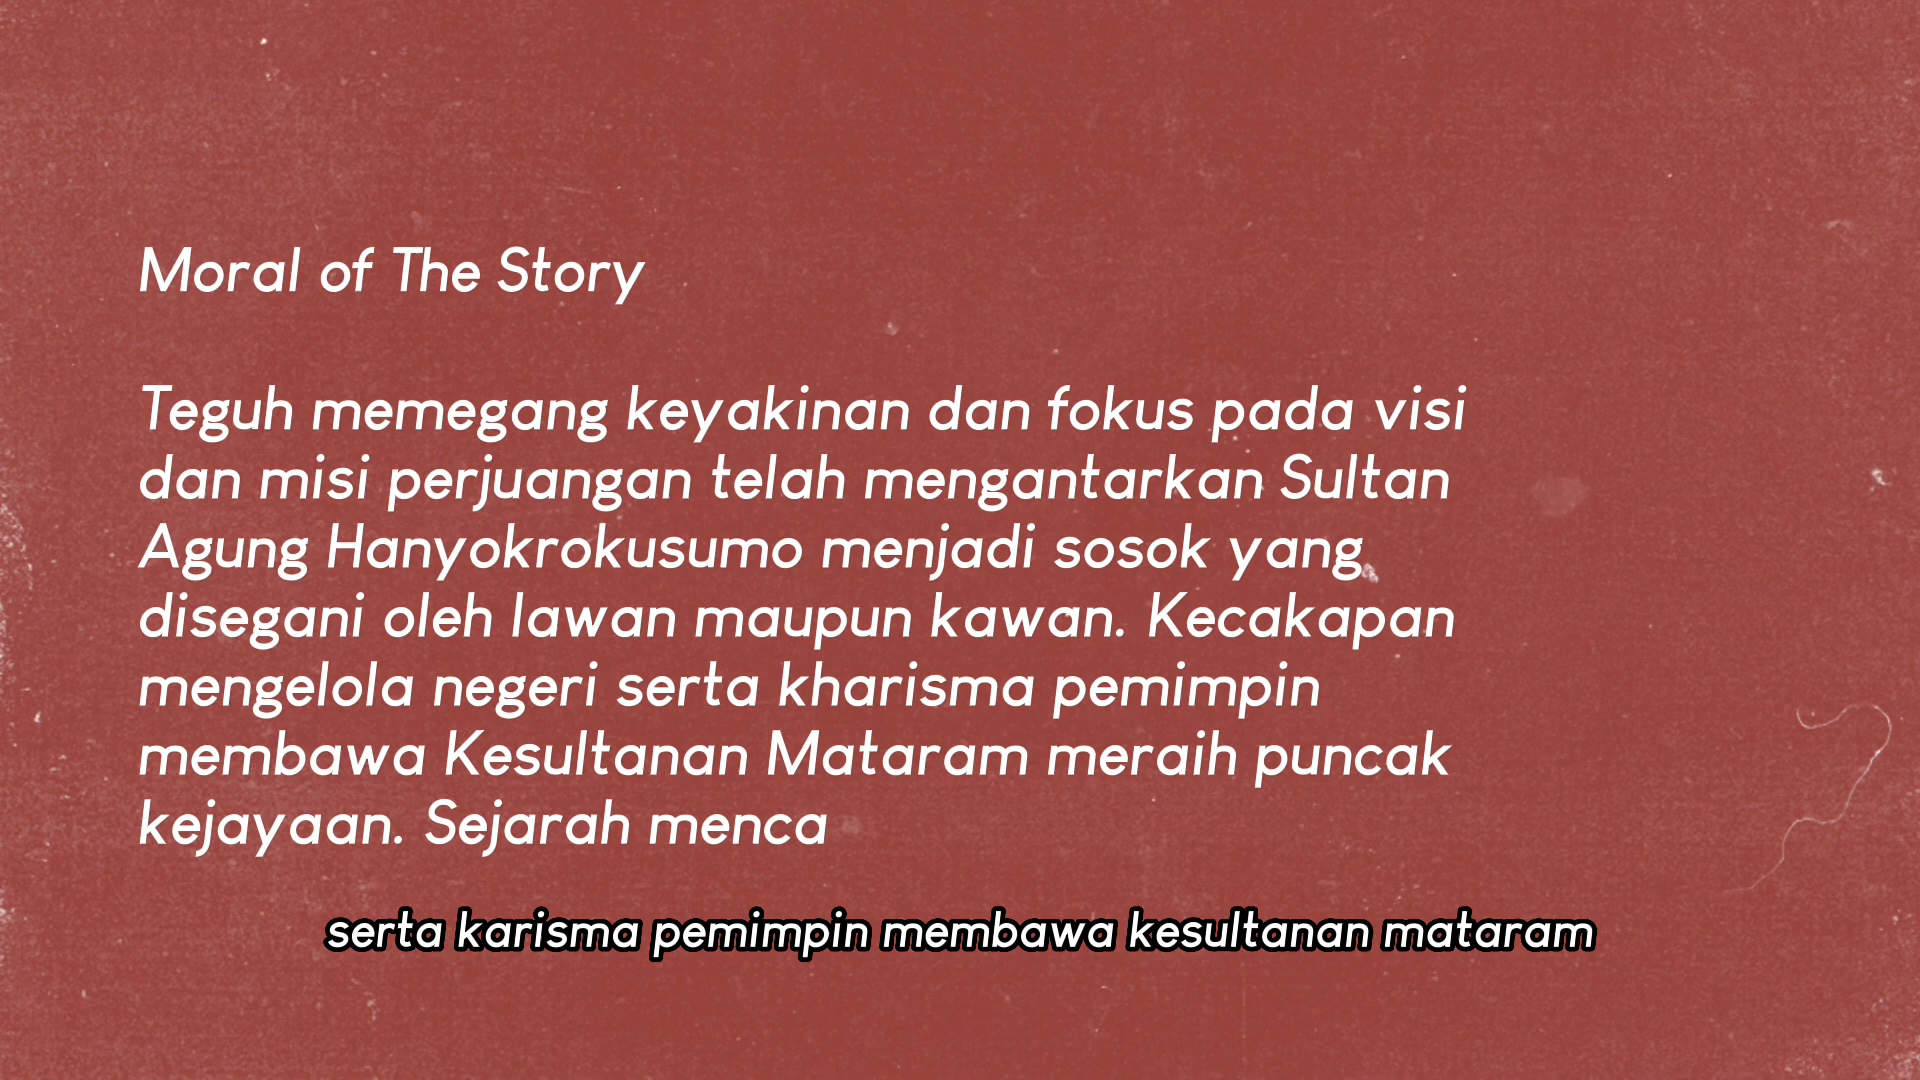 Moral of The Story
Teguh memegang keyakinan dan fokus pada visi
dan misi perjuangan telah mengantarkan Sultan
Agung Hanyokrokusumo menjadi sosok yang
disegani oleh lawan maupun kawan. Kecakapan
mengelola negeri serta kharisma pemimpin
membawa Kesultanan Mataram meraih puncak
kejayaan. Sejarah menca
serta karisma pemimpin membawa kesultanan mataram